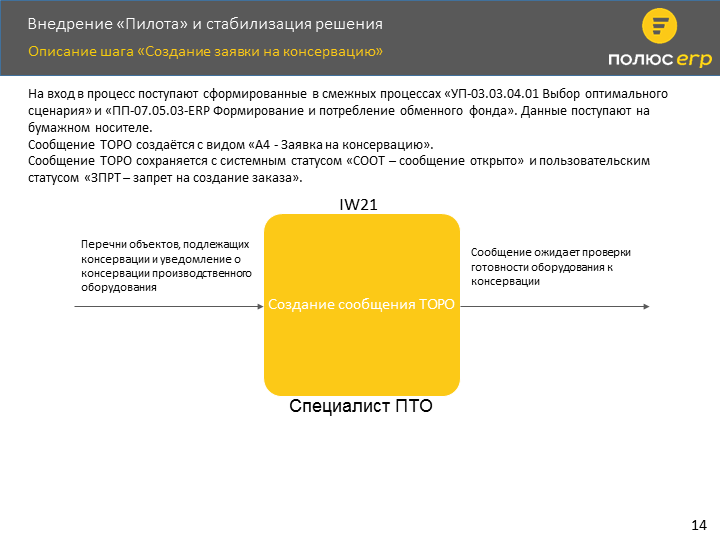 Внедрение «Пилота» и стабилизация решения
Описание шага «Создание заявки на консервацию»
ПОЛЮС erp
На вход в процесс поступают сформированные в смежных процессах «УП-03.03.04.01 Выбор оптимального
сценария» и «ПП-07.05.03-ERP Формирование и потребление обменного фонда». Данные поступают на
бумажном носителе.
Сообщение ТОРО создаётся с видом «А4 - Заявка на консервацию».
Сообщение ТОРО сохраняется с системным статусом «СООТ – сообщение открыто» и пользовательским
статусом «ЗПРТ – запрет на создание заказа».
IW21
Перечни объектов, подлежащих
консервации и уведомление о
консервации производственного
оборудования
Создание сообщения ТОРО
Сообщение ожидает проверки
готовности оборудования к
консервации
Специалист ПТО
14